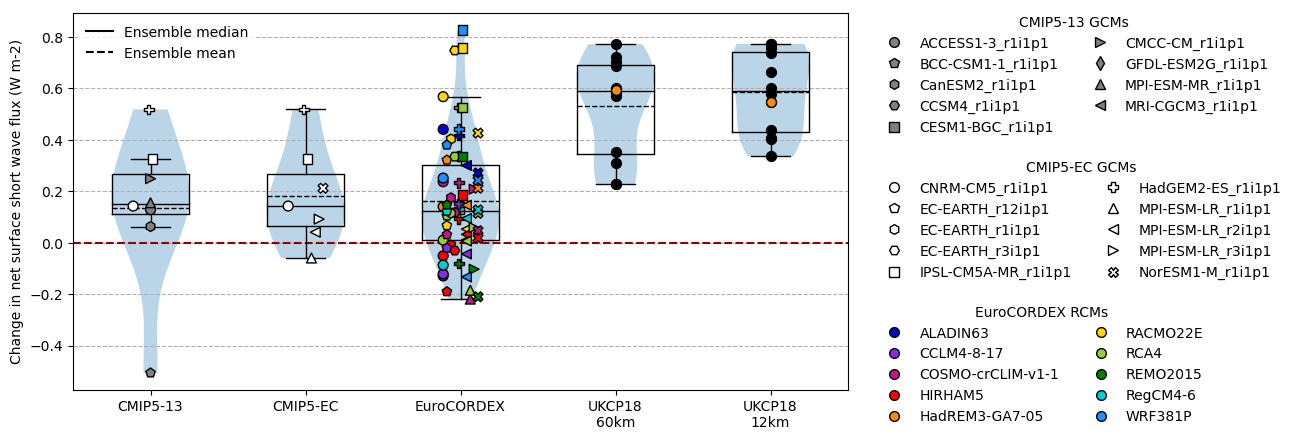 Change in net surface short wave flux (W m-2)
0.8
0.6
0.4
0.2
0.0
−0.2
−0.4
Ensemble median
Ensemble mean
CMIP5-13
CMIP5-EC
EuroCORDEX
UKCP18
60km
UKCP18
12km
CMIP5-13 GCMs
ACCESS1-3_r1i1p1
BCC-CSM1-1_r1i1p1
CanESM2_r1i1p1
CCSM4_r1i1p1
CESM1-BGC_r1i1p1
CMCC-CM_r1i1p1
GFDL-ESM2G_r1i1p1
MPI-ESM-MR_r1i1p1
MRI-CGCM3_r1i1p1
CMIP5-EC GCMs
CNRM-CM5_r1i1p1
EC-EARTH_r12i1p1
EC-EARTH_r1i1p1
EC-EARTH_r3i1p1
IPSL-CM5A-MR_r1i1p1
HadGEM2-ES_r1i1p1
MPI-ESM-LR_r1i1p1
MPI-ESM-LR_r2i1p1
MPI-ESM-LR_r3i1p1
NorESM1-M_r1i1p1
EuroCORDEX RCMs
ALADIN63
CCLM4-8-17
COSMO-crCLIM-v1-1
HIRHAM5
HadREM3-GA7-05
RACMO22E
RCA4
REMO2015
RegCM4-6
WRF381P